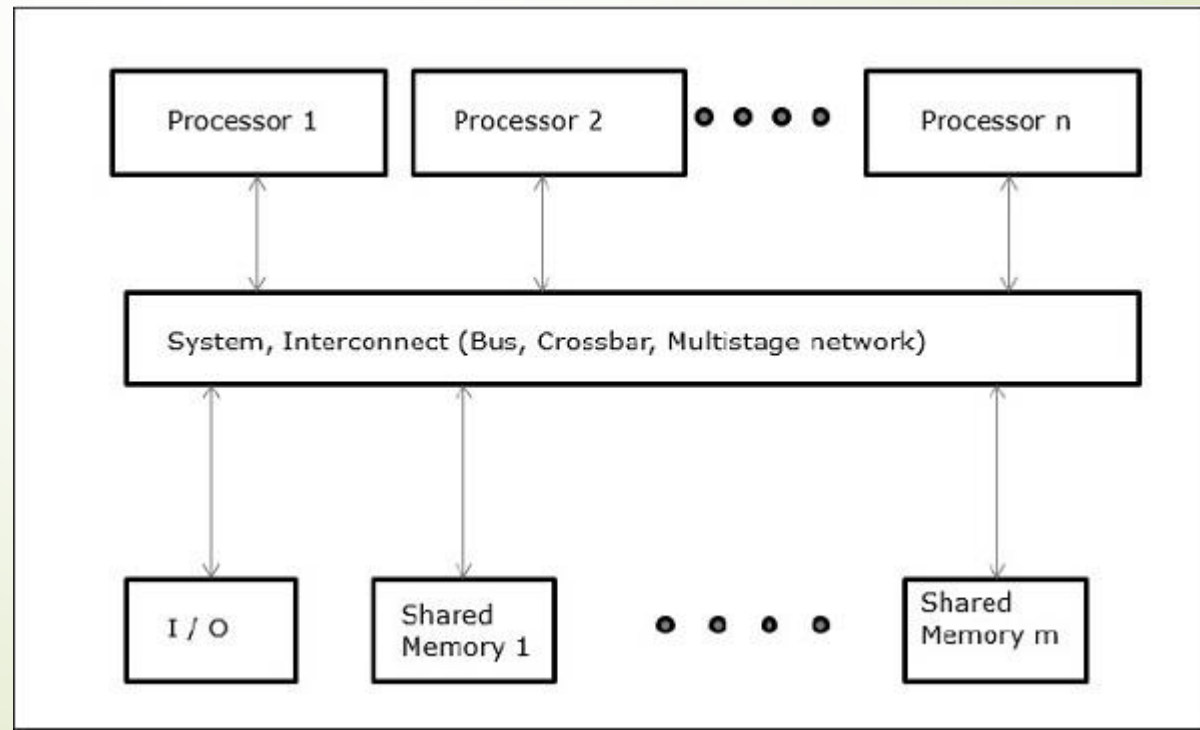 Processor 1
Processor 2
Processor n
System, Interconnect (Bus, Crossbar, Multistage network)
I / O
Shared
Memory 1
Shared
Memory m